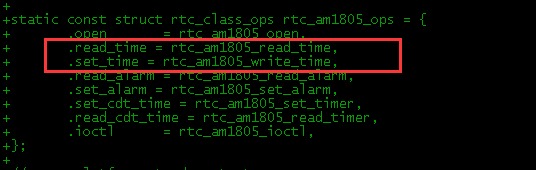 +
+static const struct rtc_class_ops rtc_am1805_ops = {
+ .open = rtc_am1805_open,
+ .read_time = rtc_am1805_read_time,
+ .set_time = rtc_am1805_write_time,
+ .read_alarm = rtc_am1805_read_alarm,
+ .set_alarm = rtc_am1805_set_alarm,
+ .set_cdt_time = rtc_am1805_set_timer,
+ .read_cdt_time = rtc_am1805_read_timer,
+ .ioctl = rtc_am1805_ioctl,
+};
+